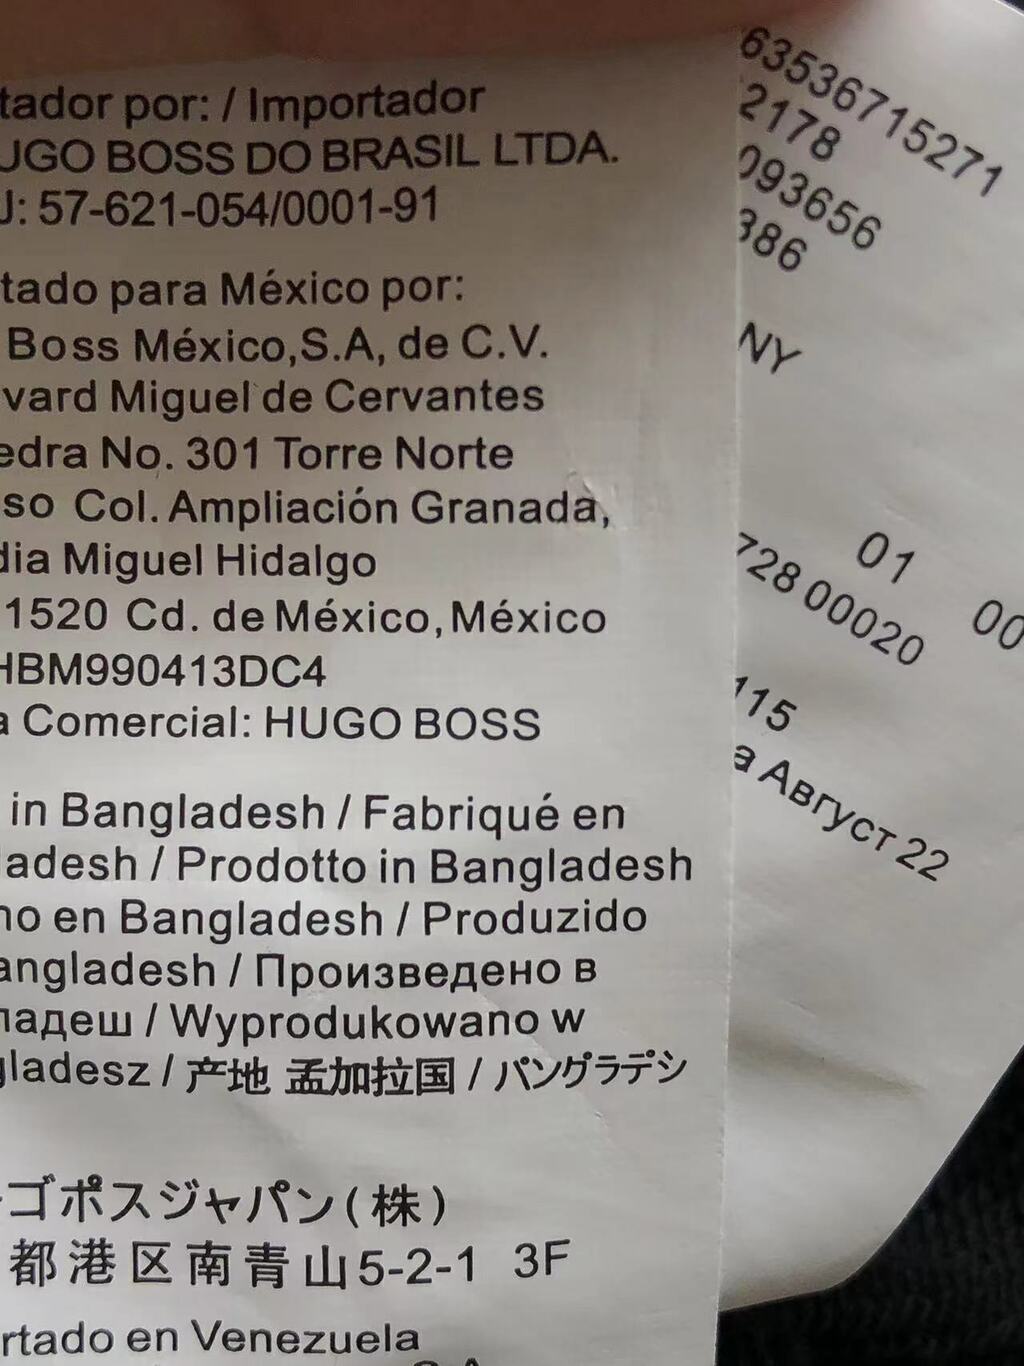 tador por: / Importador
UGO BOSS DO BRASIL LTDA.
J: 57-621-054/0001-91
tado para México por:
Boss México,S.A, de C.V.
vard Miguel de Cervantes
edra No. 301 Torre Norte
so Col. Ampliación Granada,
dia Miguel Hidalgo
1520 Cd. de México, México
HBM990413DC4
a Comercial: HUGO BOSS
in Bangladesh / Fabriqué en
ladesh / Prodotto in Bangladesh
no en Bangladesh / Produzido
angladesh / Произведено в
ладеш / Wyprodukowano w
gladesz / 产地 孟加拉国 / パングラデシ
ーゴポスジャパン(株)
都港区南青山5-2-1 3F
rtado en Venezuela
63536715271
2178
093656
386
NY
01
00
728 00020
115
а Август 22